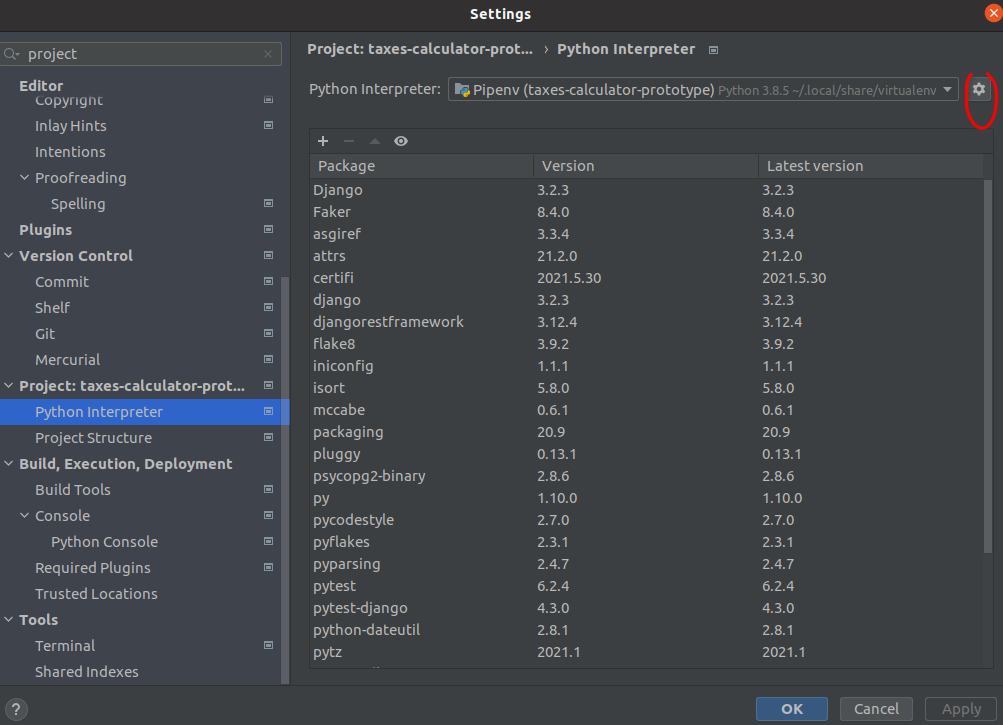 Settings
project
Editor
Copyright
Inlay Hints
Intentions
Proofreading
Spelling
Plugins
Version Control
Commit
Shelf
Git
Mercurial
Project: taxes-calculator-prot...
Python Interpreter
Project Structure
Build, Execution, Deployment
Build Tools
Console
Python Console
Required Plugins
Trusted Locations
Tools
Terminal
Shared Indexes
Project: taxes-calculator-prot... › Python Interpreter
Python Interpreter: Pipenv (taxes-calculator-prototype) Python 3.8.5 ~/.local/share/virtualenv
Package Version Latest version
Django 3.2.3 3.2.3
Faker 8.4.0 8.4.0
asgiref 3.3.4 3.3.4
attrs 21.2.0 21.2.0
certifi 2021.5.30 2021.5.30
django 3.2.3 3.2.3
djangorestframework 3.12.4 3.12.4
flake8 3.9.2 3.9.2
iniconfig 1.1.1 1.1.1
isort 5.8.0 5.8.0
mccabe 0.6.1 0.6.1
packaging 20.9 20.9
pluggy 0.13.1 0.13.1
psycopg2-binary 2.8.6 2.8.6
py 1.10.0 1.10.0
pycodestyle 2.7.0 2.7.0
pyflakes 2.3.1 2.3.1
pyparsing 2.4.7 2.4.7
pytest 6.2.4 6.2.4
pytest-django 4.3.0 4.3.0
python-dateutil 2.8.1 2.8.1
pytz 2021.1 2021.1
? OK Cancel Apply